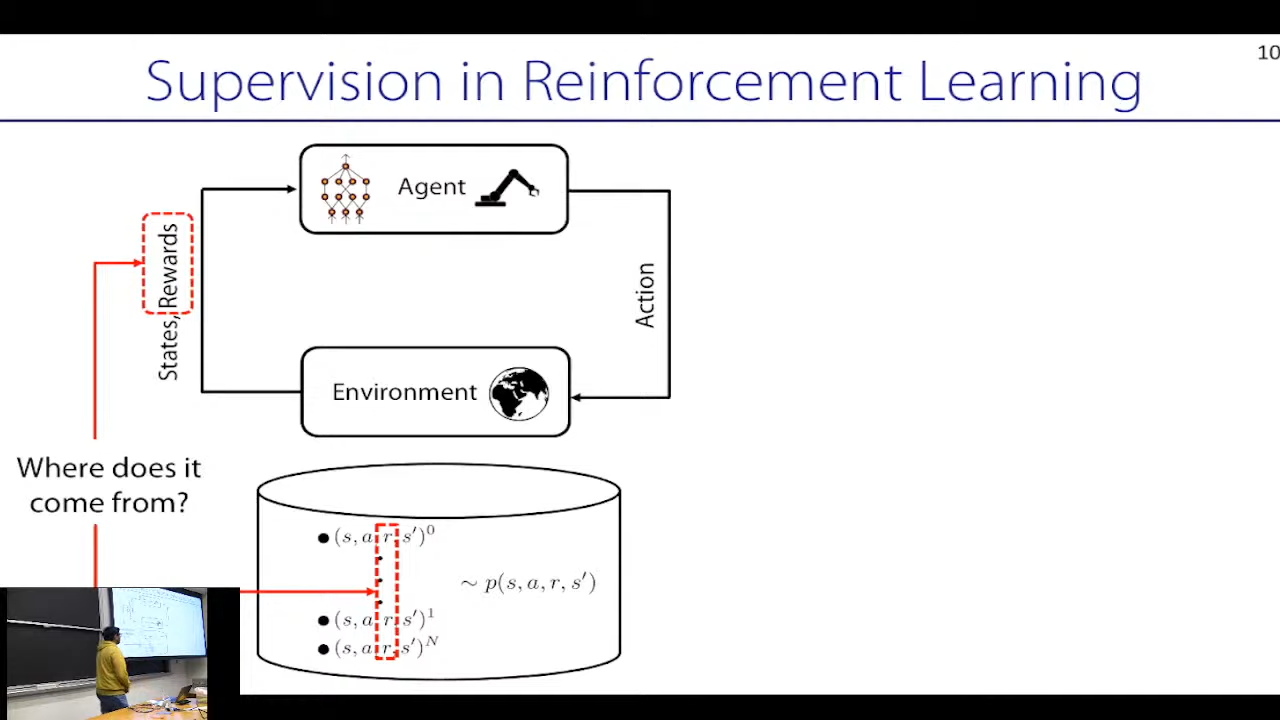 10
Supervision in Reinforcement Learning
Agent
States, Rewards
Action
Environment
Where does it
come from?
(s, a, r, s′)⁰
∼ p(s, a, r, s′)
(s, a, r, s′)¹
(s, a, r, s′)ᴺ